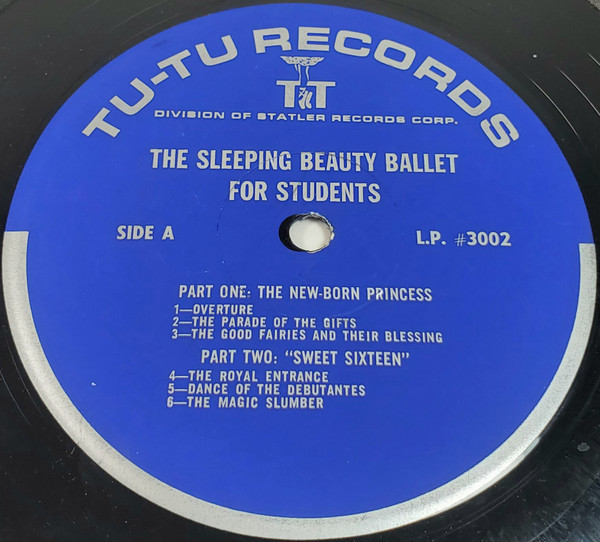 TU-TU RECORDS
TT
DIVISION OF STATLER RECORDS CORP.
THE SLEEPING BEAUTY BALLET
FOR STUDENTS
SIDE A
L.P. #3002
PART ONE: THE NEW-BORN PRINCESS
1—OVERTURE
2—THE PARADE OF THE GIFTS
3—THE GOOD FAIRIES AND THEIR BLESSING
PART TWO: "SWEET SIXTEEN"
4—THE ROYAL ENTRANCE
5—DANCE OF THE DEBUTANTES
6—THE MAGIC SLUMBER